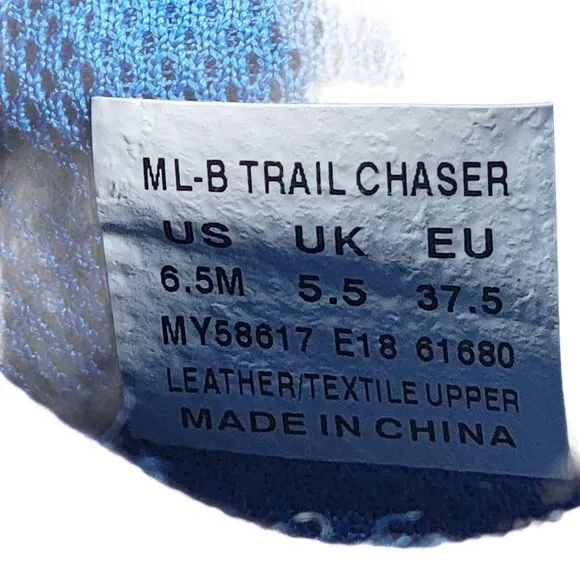 ML-B TRAIL CHASER
US UK EU
6.5M 5.5 37.5
MY58617 E18 61680
LEATHER/TEXTILE UPPER
MADE IN CHINA